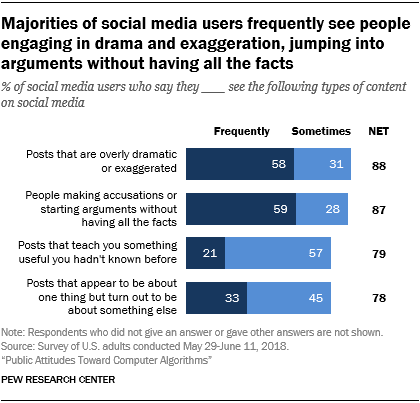 Majorities of social media users frequently see people
engaging in drama and exaggeration, jumping into
arguments without having all the facts
% of social media users who say they ___ see the following types of content
on social media
Frequently Sometimes NET
Posts that are overly dramatic
or exaggerated
58 31 88
People making accusations or
starting arguments without
having all the facts
59 28 87
Posts that teach you something
useful you hadn't known before
21 57 79
Posts that appear to be about
one thing but turn out to be
about something else
33 45 78
Note: Respondents who did not give an answer or gave other answers are not shown.
Source: Survey of U.S. adults conducted May 29-June 11, 2018.
“Public Attitudes Toward Computer Algorithms”
PEW RESEARCH CENTER